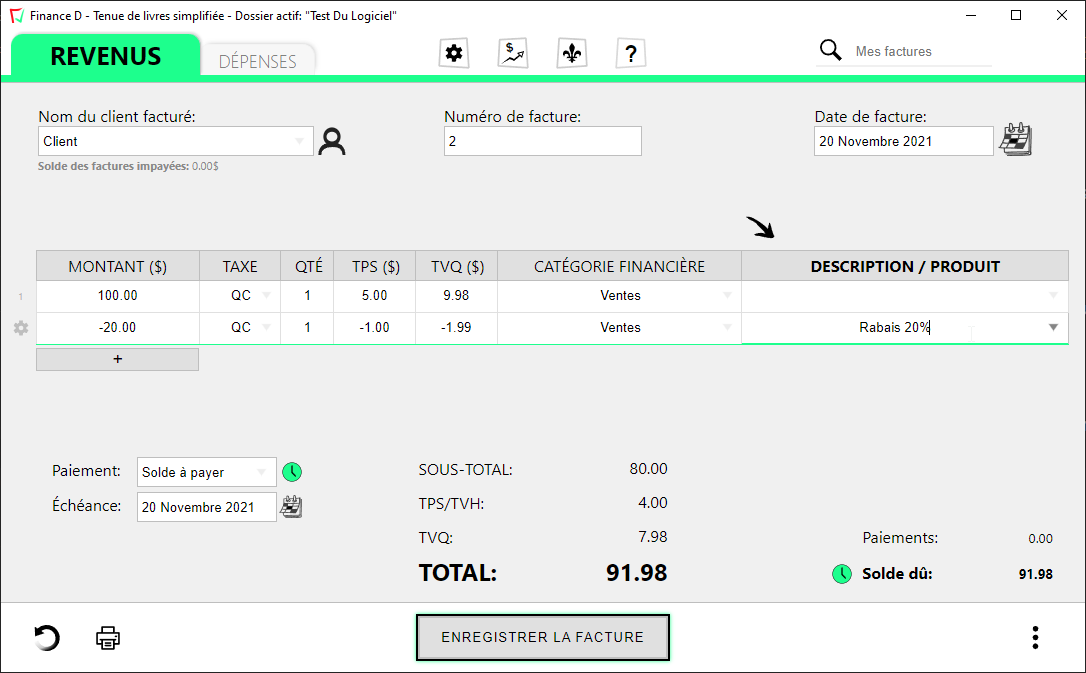 Finance D - Tenue de livres simplifiée - Dossier actif: "Test Du Logiciel"
REVENUS
DÉPENSES
$
?
Mes factures
Nom du client facturé:
Numéro de facture:
Date de facture:
Client
2
20 Novembre 2021
Solde des factures impayées: 0.00$
MONTANT ($) TAXE QTÉ TPS ($) TVQ ($) CATÉGORIE FINANCIÈRE DESCRIPTION / PRODUIT
1 100.00 QC 1 5.00 9.98 Ventes
-20.00 QC 1 -1.00 -1.99 Ventes Rabais 20%
+
Paiement: Solde à payer
Échéance: 20 Novembre 2021
SOUS-TOTAL: 80.00
TPS/TVH: 4.00
TVQ: 7.98
TOTAL: 91.98
Paiements: 0.00
Solde dû: 91.98
ENREGISTRER LA FACTURE